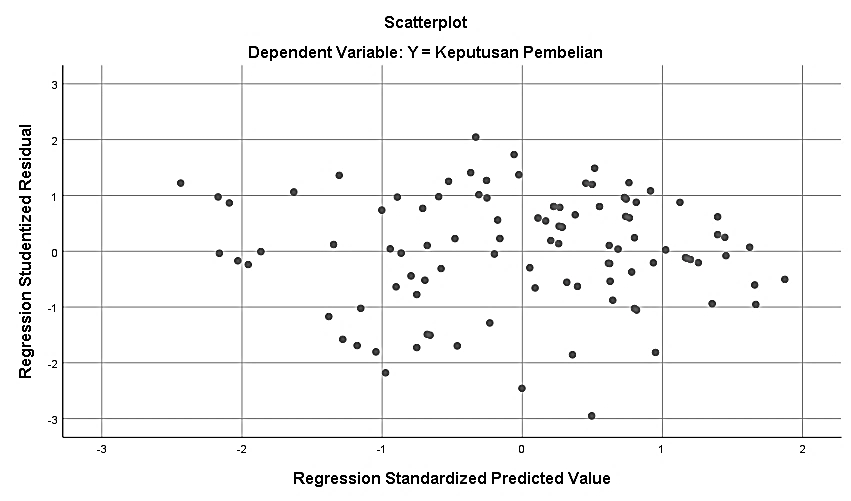 Scatterplot
Dependent Variable: Y = Keputusan Pembelian
Regression Studentized Residual
3
2
1
0
-1
-2
-3
-3 -2 -1 0 1 2
Regression Standardized Predicted Value